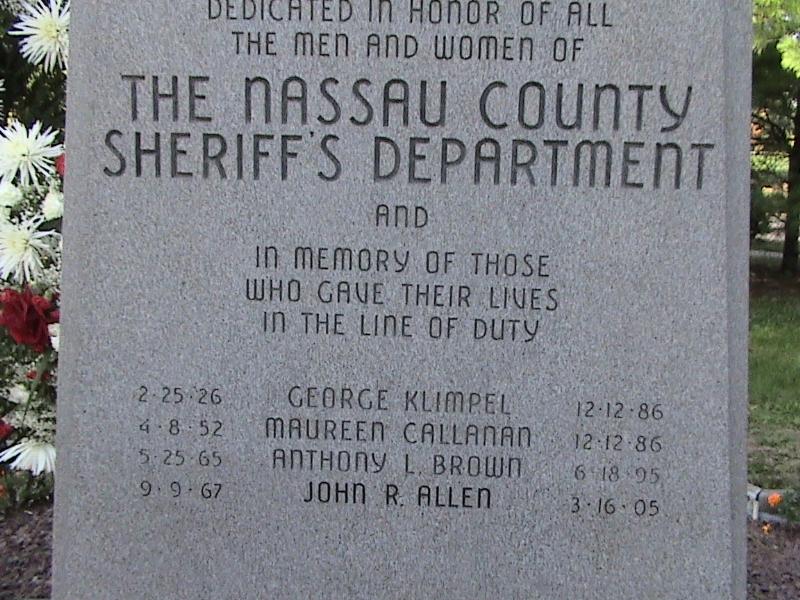 DEDICATED IN HONOR OF ALL
THE MEN AND WOMEN OF
THE NASSAU COUNTY
SHERIFF'S DEPARTMENT
AND
IN MEMORY OF THOSE
WHO GAVE THEIR LIVES
IN THE LINE OF DUTY
2·25·26 GEORGE KLIMPEL 12·12·86
4·8·52 MAUREEN CALLANAN 12·12·86
5·25·65 ANTHONY L. BROWN 6·18·95
9·9·67 JOHN R. ALLEN 3·16·05